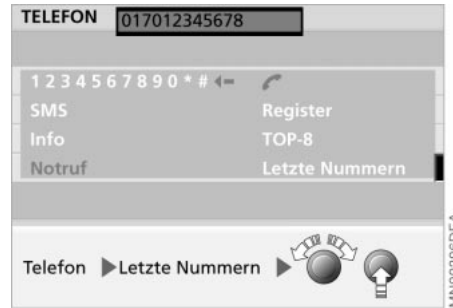 TELEFON 017012345678
1 2 3 4 5 6 7 8 9 0 * #
SMS Register
Info TOP-8
Notruf Letzte Nummern
Telefon Letzte Nummern